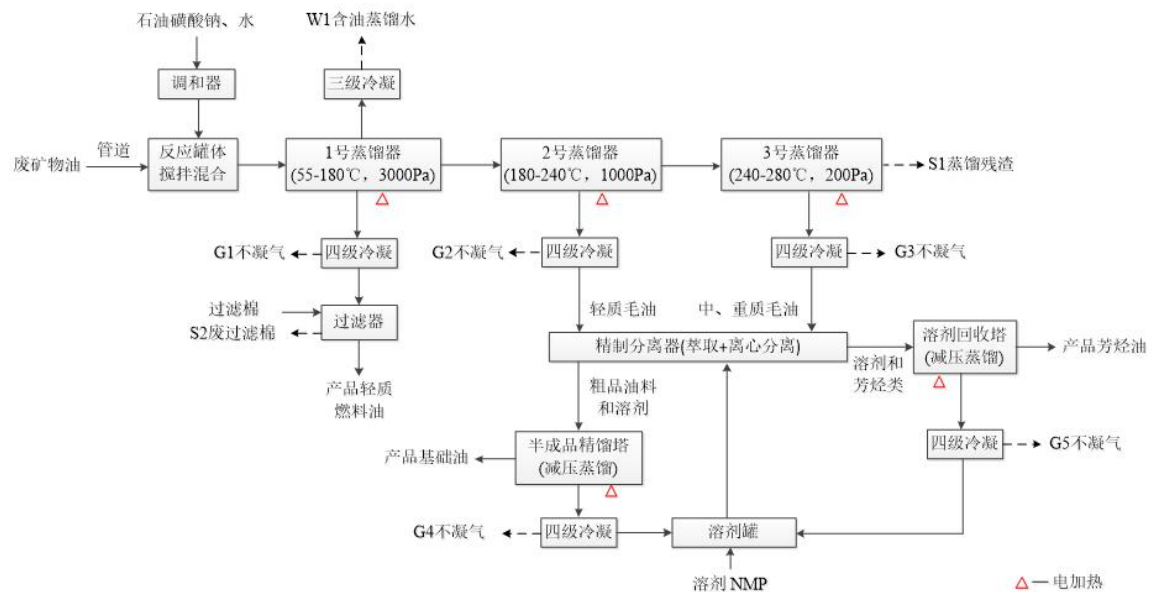 石油磺酸钠、水
W1含油蒸馏水
调和器
三级冷凝
废矿物油
管道
反应罐体
搅拌混合
1号蒸馏器
(55-180℃，3000Pa)
2号蒸馏器
(180-240℃，1000Pa)
3号蒸馏器
(240-280℃，200Pa)
S1蒸馏残渣
G1不凝气
四级冷凝
G2不凝气
四级冷凝
四级冷凝
G3不凝气
过滤棉
S2废过滤棉
过滤器
轻质毛油
中、重质毛油
精制分离器(萃取+离心分离)
溶剂和
芳烃类
溶剂回收塔
(减压蒸馏)
产品芳烃油
产品轻质
燃料油
粗品油料
和溶剂
产品基础油
半成品精馏塔
(减压蒸馏)
四级冷凝
G5不凝气
G4不凝气
四级冷凝
溶剂罐
溶剂 NMP
— 电加热